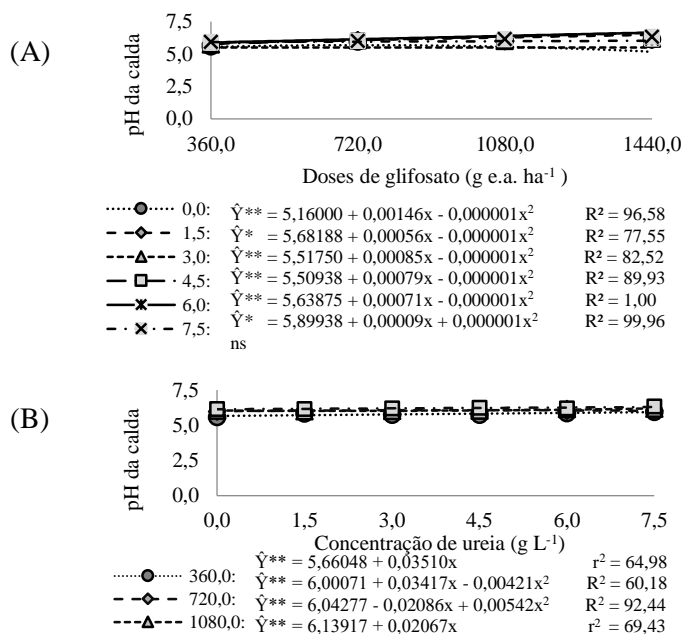 (A)
pH da calda
7,5
5,0
2,5
0,0
360,0 720,0 1080,0 1440,0
Doses de glifosato (g e.a. ha⁻¹ )
0,0: Ŷ** = 5,16000 + 0,00146x - 0,000001x² R² = 96,58
1,5: Ŷ* = 5,68188 + 0,00056x - 0,000001x² R² = 77,55
3,0: Ŷ** = 5,51750 + 0,00085x - 0,000001x² R² = 82,52
4,5: Ŷ** = 5,50938 + 0,00079x - 0,000001x² R² = 89,93
6,0: Ŷ** = 5,63875 + 0,00071x - 0,000001x² R² = 1,00
7,5: Ŷ* = 5,89938 + 0,00009x + 0,000001x² R² = 99,96
ns
(B)
pH da calda
7,5
5,0
2,5
0,0
0,0 1,5 3,0 4,5 6,0 7,5
Concentração de ureia (g L⁻¹)
360,0: Ŷ** = 5,66048 + 0,03510x r² = 64,98
720,0: Ŷ** = 6,00071 + 0,03417x - 0,00421x² R² = 60,18
1080,0: Ŷ** = 6,04277 - 0,02086x + 0,00542x² R² = 92,44
Ŷ** = 6,13917 + 0,02067x r² = 69,43